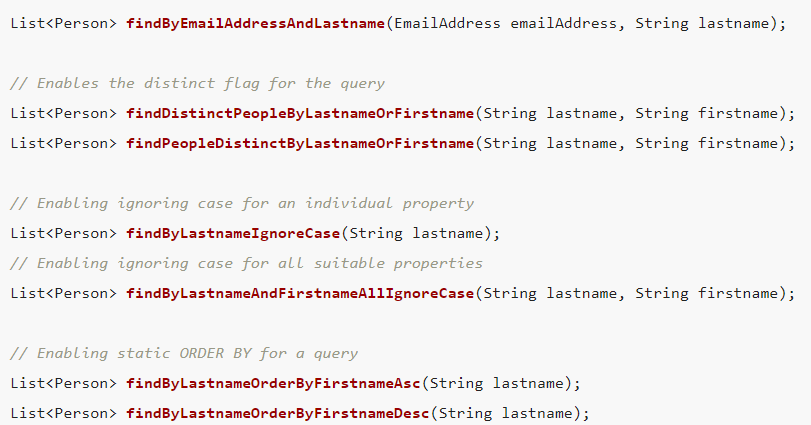 List<Person> findByEmailAddressAndLastname(EmailAddress emailAddress, String lastname);
// Enables the distinct flag for the query
List<Person> findDistinctPeopleByLastnameOrFirstname(String lastname, String firstname);
List<Person> findPeopleDistinctByLastnameOrFirstname(String lastname, String firstname);
// Enabling ignoring case for an individual property
List<Person> findByLastnameIgnoreCase(String lastname);
// Enabling ignoring case for all suitable properties
List<Person> findByLastnameAndFirstnameAllIgnoreCase(String lastname, String firstname);
// Enabling static ORDER BY for a query
List<Person> findByLastnameOrderByFirstnameAsc(String lastname);
List<Person> findByLastnameOrderByFirstnameDesc(String lastname);